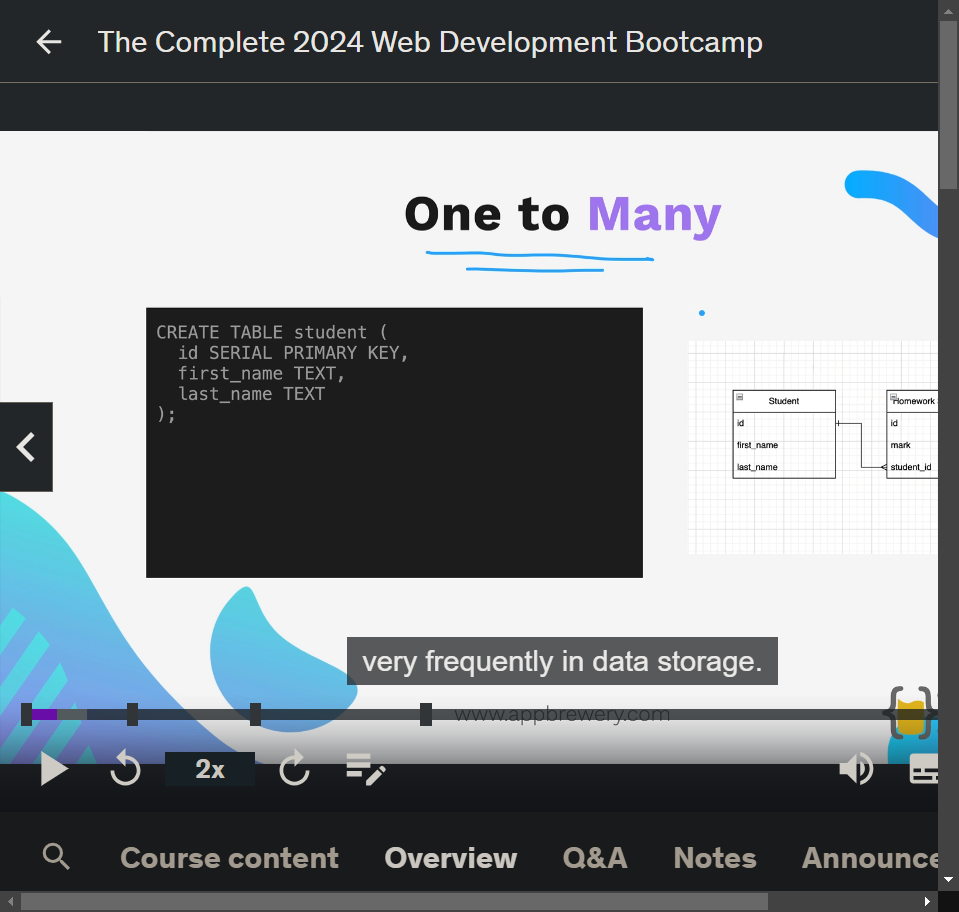 The Complete 2024 Web Development Bootcamp
One to Many
CREATE TABLE student (
id SERIAL PRIMARY KEY,
first_name TEXT,
last_name TEXT
);
Student
id
first_name
last_name
Homework
id
mark
student_id
very frequently in data storage.
www.appbrewery.com
2x
Course content
Overview
Q&A
Notes
Announce